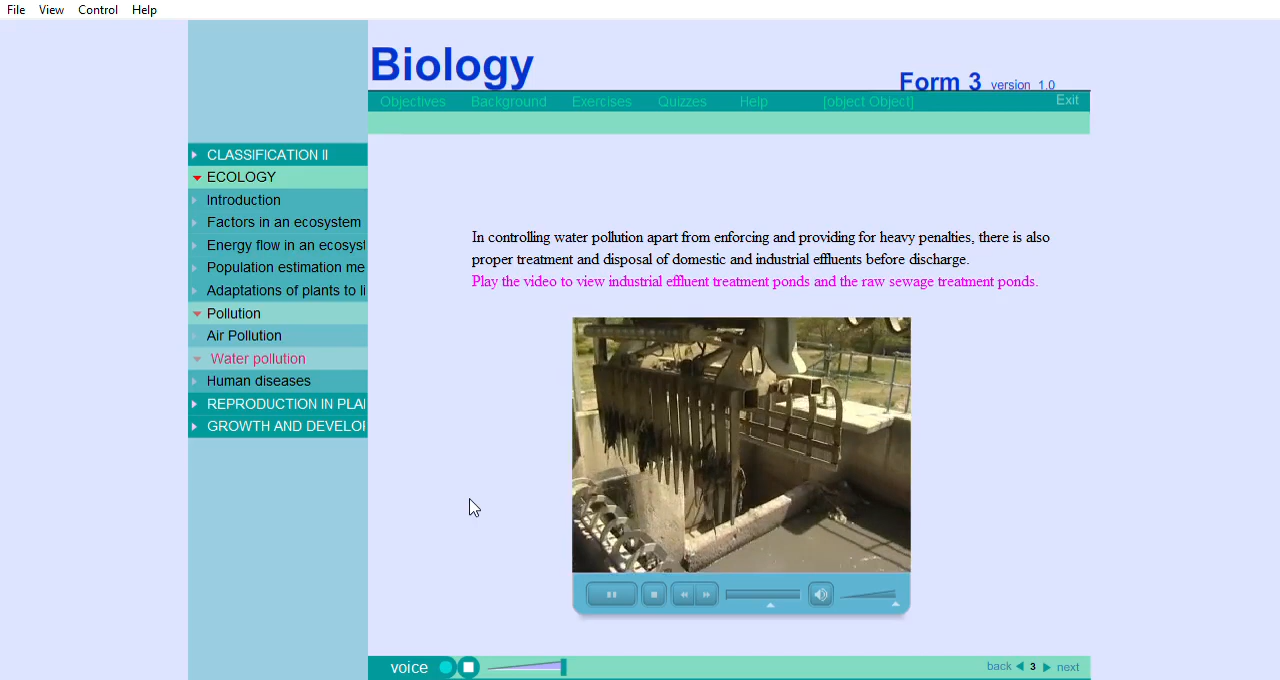 File View Control Help
Biology
Form 3 version 1.0
Objectives Background Exercises Quizzes Help [object Object] Exit
CLASSIFICATION II
ECOLOGY
Introduction
Factors in an ecosystem
Energy flow in an ecosyst
Population estimation me
Adaptations of plants to li
Pollution
Air Pollution
Water pollution
Human diseases
REPRODUCTION IN PLAN
GROWTH AND DEVELOP
In controlling water pollution apart from enforcing and providing for heavy penalties, there is also
proper treatment and disposal of domestic and industrial effluents before discharge.
Play the video to view industrial effluent treatment ponds and the raw sewage treatment ponds.
voice
back 3 next